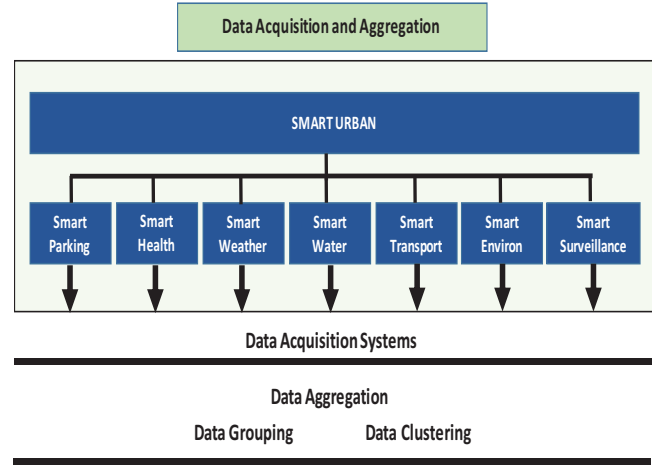 Data Acquisition and Aggregation
SMART URBAN
Smart Parking
Smart Health
Smart Weather
Smart Water
Smart Transport
Smart Environ
Smart Surveillance
Data Acquisition Systems
Data Aggregation
Data Grouping
Data Clustering